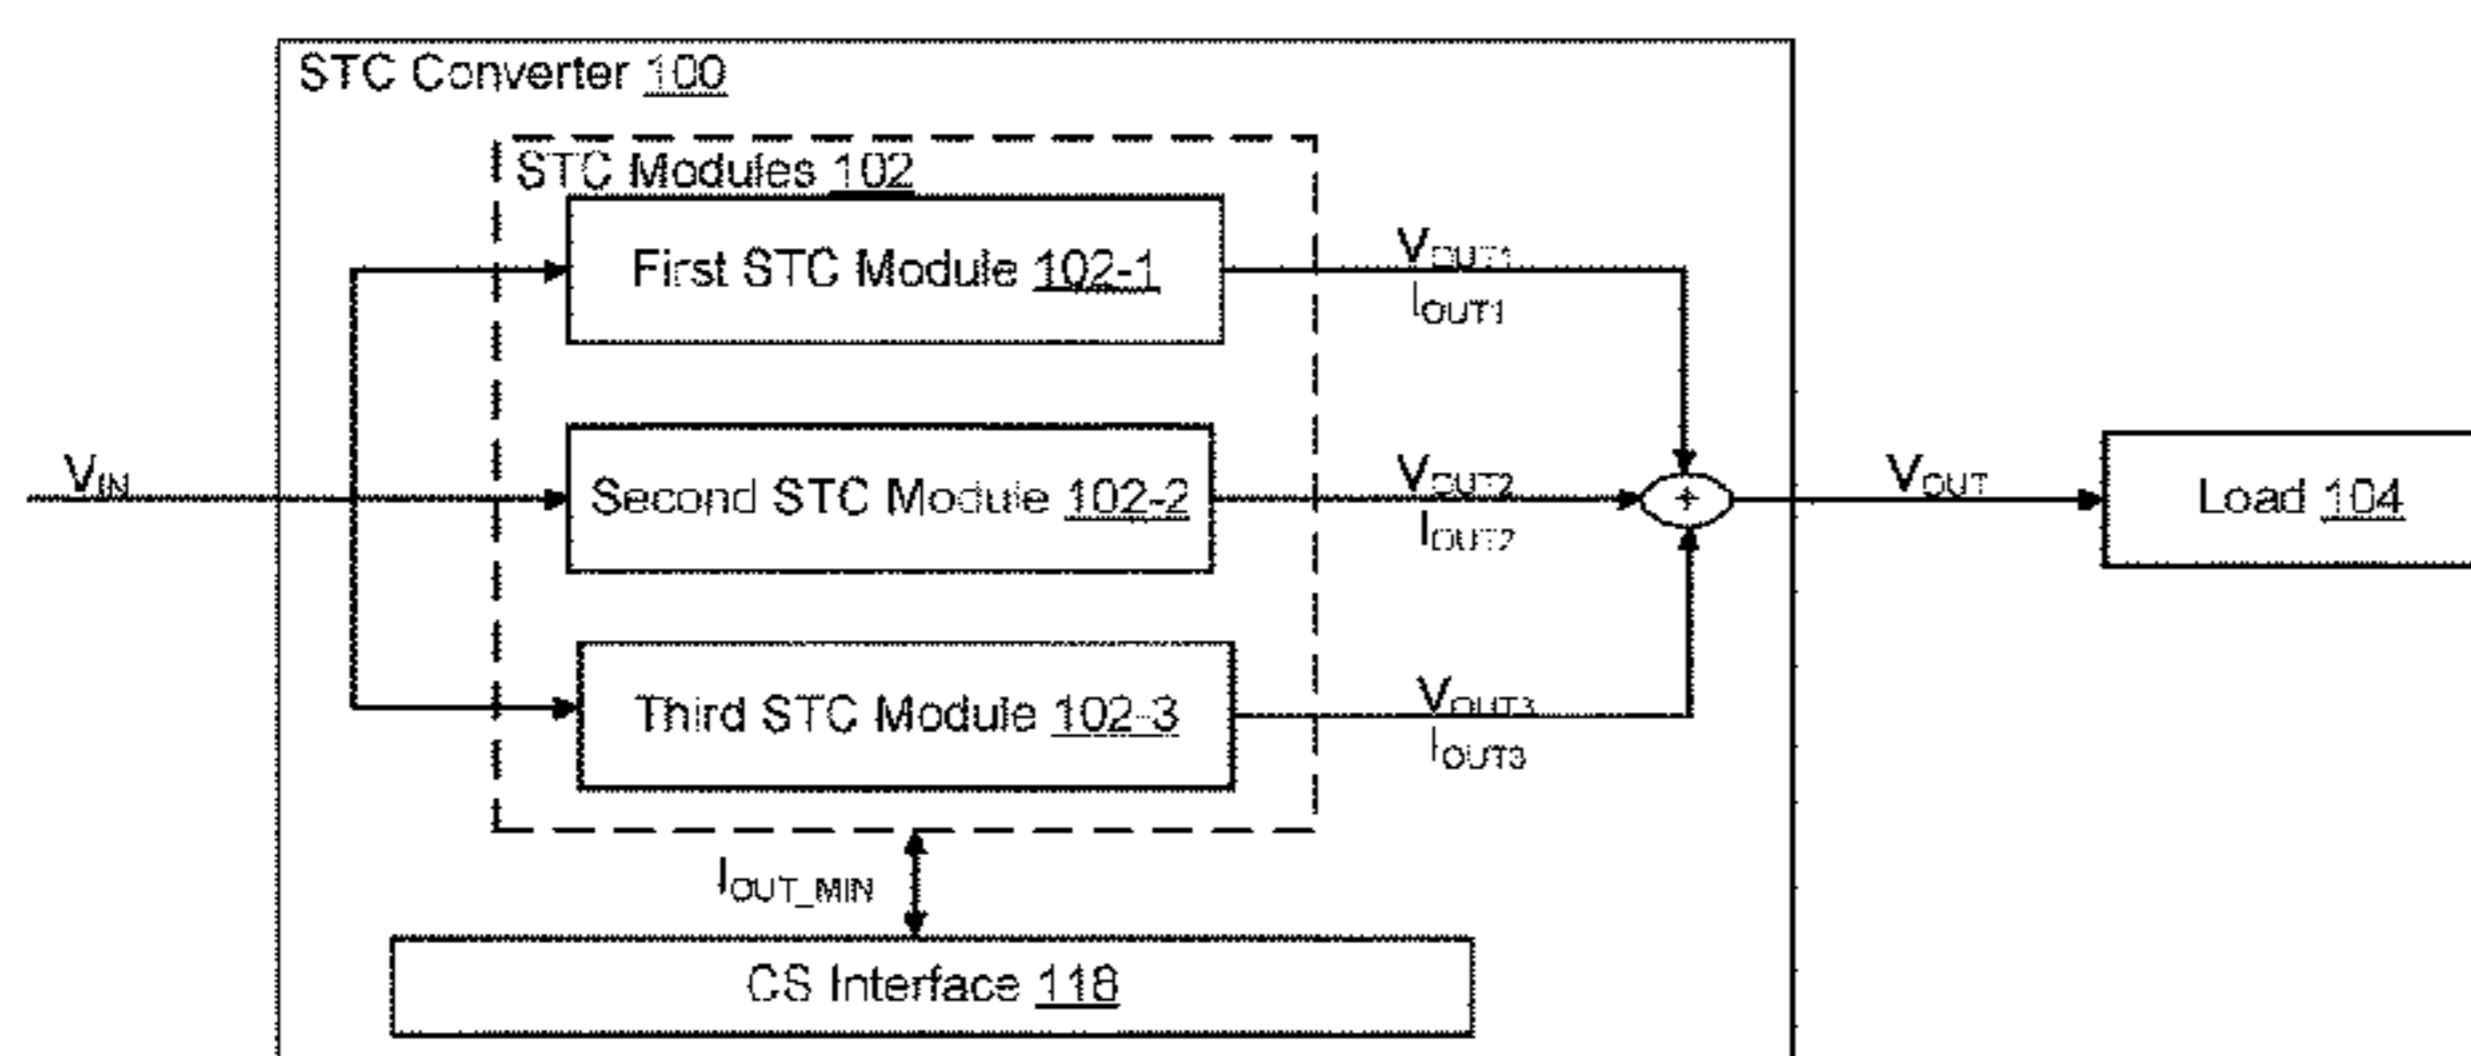 STC Converter 100
STC Modules 102
First STC Module 102-1
VOUT1
IOUT1
VIN
Second STC Module 102-2
VOUT2
IOUT2
+
VOUT
Load 104
Third STC Module 102-3
VOUT3
IOUT3
IOUT_MIN
CS Interface 118